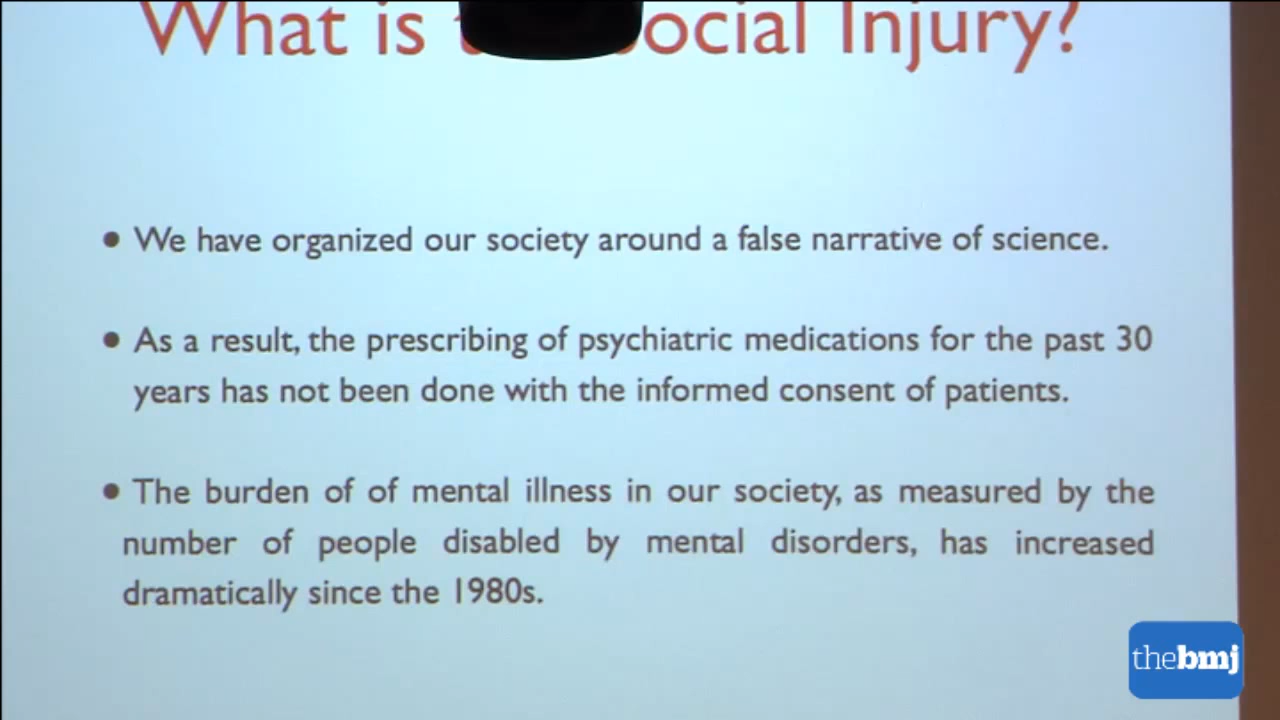 What is Social Injury?
• We have organized our society around a false narrative of science.
• As a result, the prescribing of psychiatric medications for the past 30
years has not been done with the informed consent of patients.
• The burden of of mental illness in our society, as measured by the
number of people disabled by mental disorders, has increased
dramatically since the 1980s.
thebmj